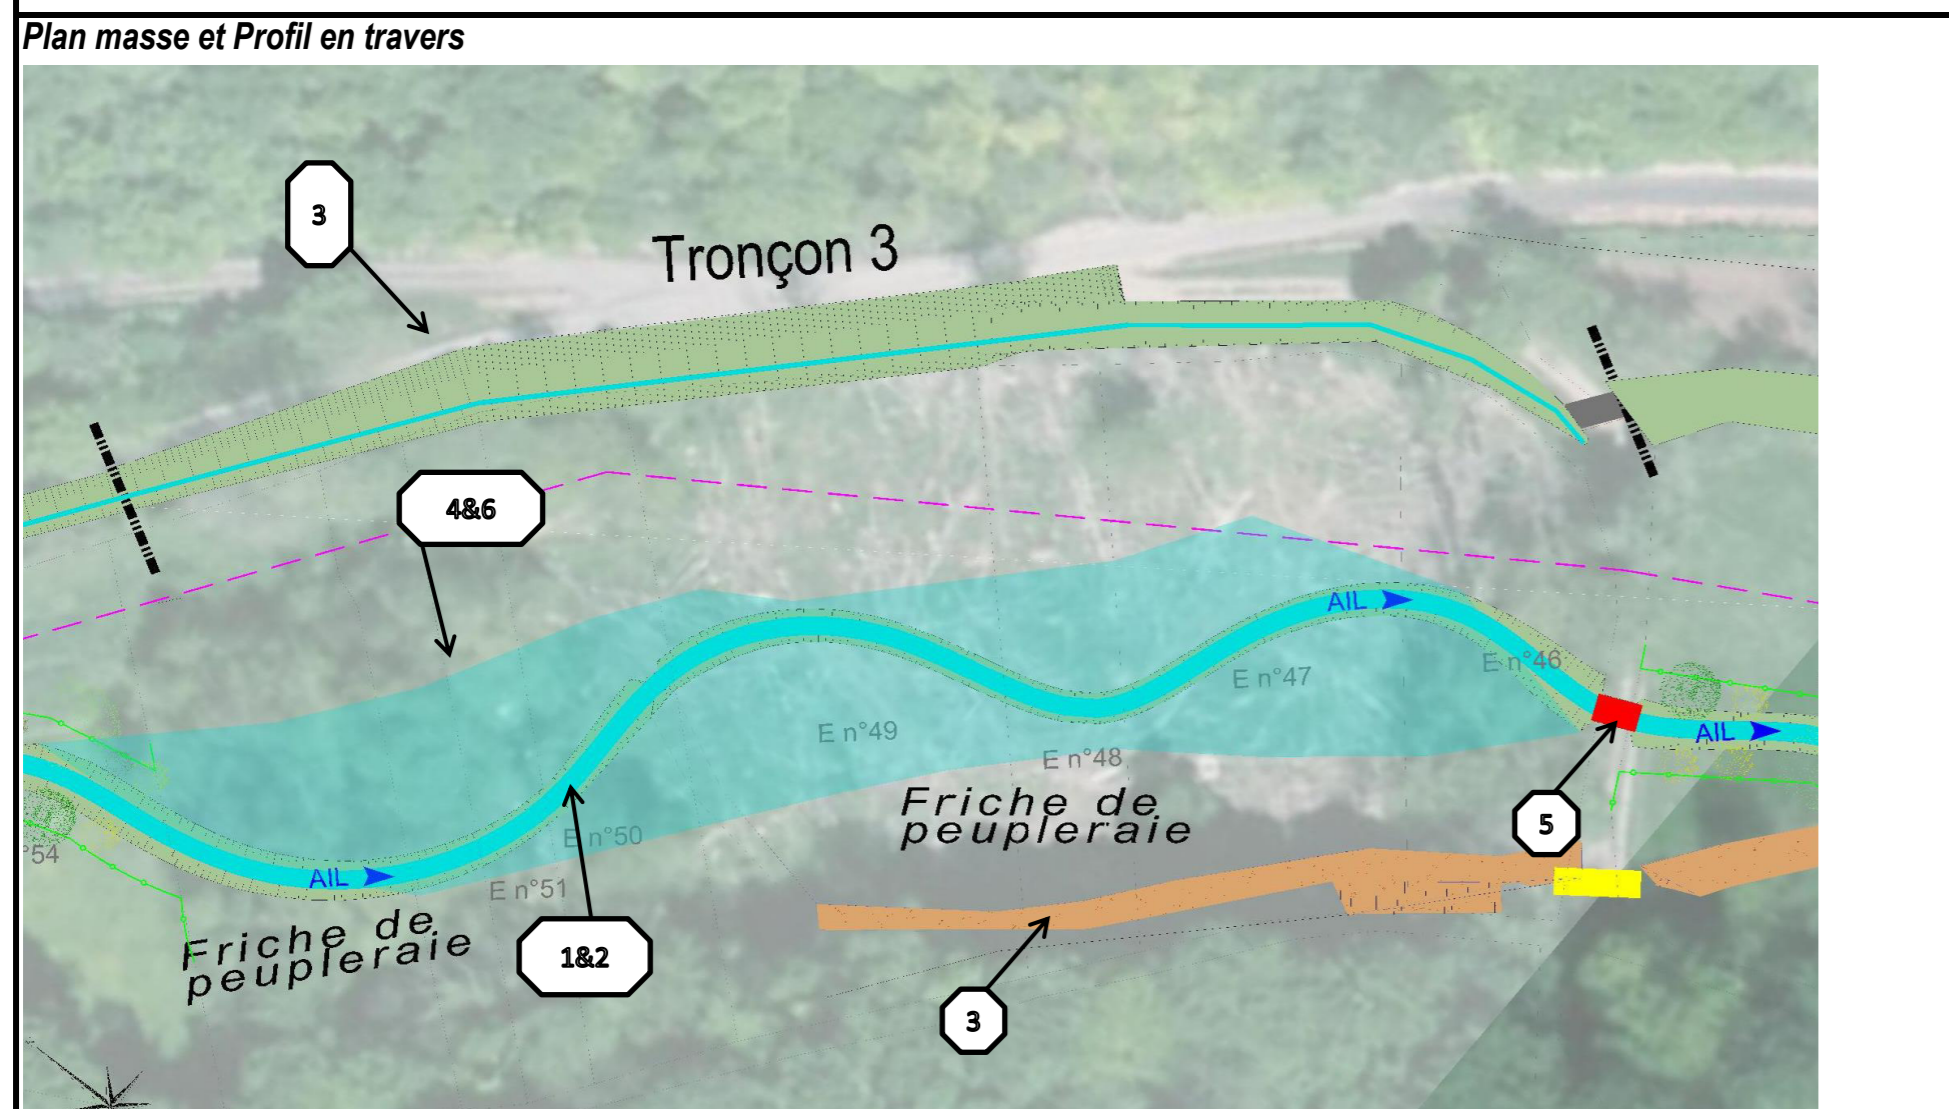 Plan masse et Profil en travers
3
Tronçon 3
4&6
AIL
E n°46
E n°47
AIL
E n°49
E n°48
5
Friche de
peupleraie
E n°50
°54
AIL
E n°51
Friche de
peupleraie
1&2
3